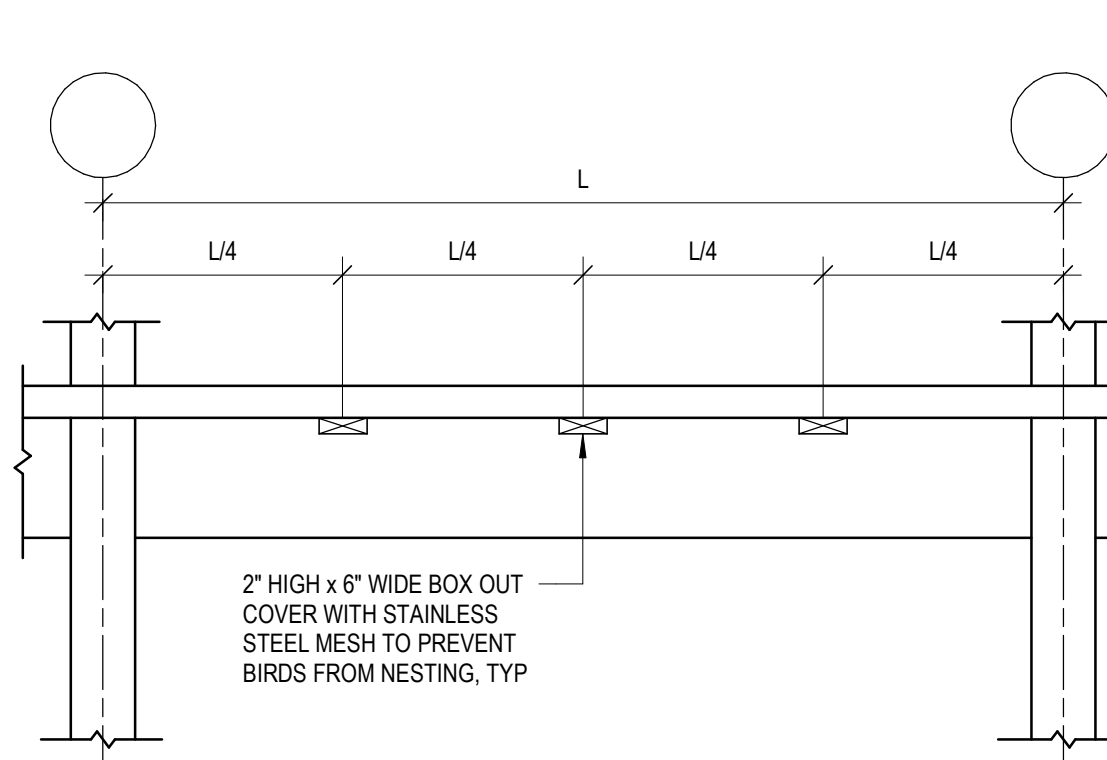 L
L/4
L/4
L/4
L/4
2" HIGH x 6" WIDE BOX OUT
COVER WITH STAINLESS
STEEL MESH TO PREVENT
BIRDS FROM NESTING, TYP